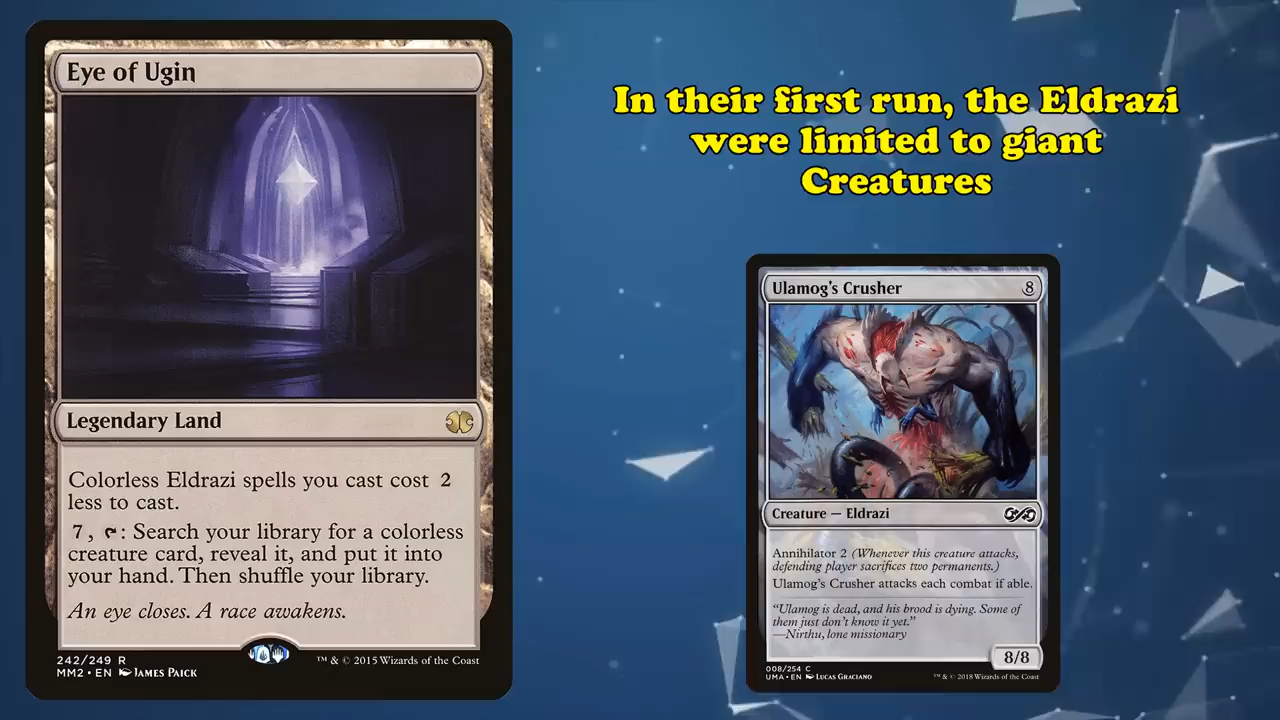 Eye of Ugin
Legendary Land
Colorless Eldrazi spells you cast cost 2
less to cast.
7, : Search your library for a colorless
creature card, reveal it, and put it into
your hand. Then shuffle your library.
An eye closes. A race awakens.
242/249 R
MM2 • EN JAMES PAICK
™ & © 2015 Wizards of the Coast
In their first run, the Eldrazi
were limited to giant
Creatures
Ulamog's Crusher 8
Creature — Eldrazi
Annihilator 2 (Whenever this creature attacks,
defending player sacrifices two permanents.)
Ulamog's Crusher attacks each combat if able.
"Ulamog is dead, and his brood is dying. Some of
them just don't know it yet."
—Nirthu, lone missionary
8/8
008/254 C
UMA • EN LUCAS GRACIANO
™ & © 2018 Wizards of the Coast